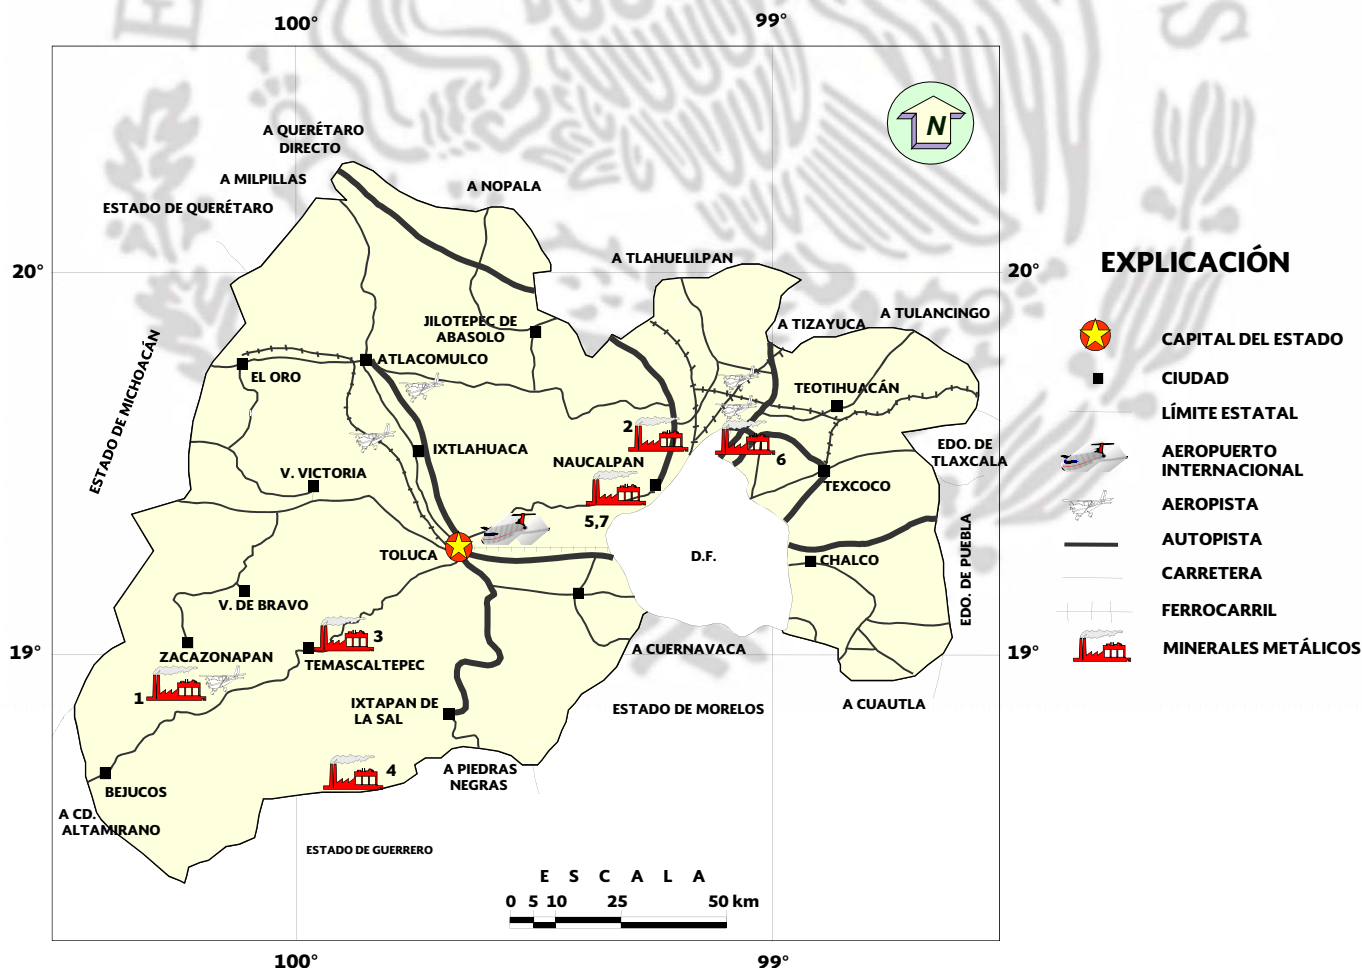 100°
99°
N
A QUERÉTARO
DIRECTO
A MILPILLAS
A NOPALA
ESTADO DE QUERÉTARO
A TLAHUELILPAN
20°
20°
EXPLICACIÓN
A TULANCINGO
A TIZAYUCA
JILOTEPEC DE
ABASOLO
CAPITAL DEL ESTADO
ATLACOMULCO
EL ORO
CIUDAD
TEOTIHUACÁN
LÍMITE ESTATAL
ESTADO DE MICHOACÁN
2
IXTLAHUACA
EDO. DE
TLAXCALA
AEROPUERTO
INTERNACIONAL
NAUCALPAN
6
V. VICTORIA
TEXCOCO
AEROPISTA
5,7
AUTOPISTA
TOLUCA
D.F.
CHALCO
EDO. DE PUEBLA
CARRETERA
V. DE BRAVO
FERROCARRIL
3
A CUERNAVACA
MINERALES METÁLICOS
19°
ZACAZONAPAN
TEMASCALTEPEC
19°
1
IXTAPAN DE
LA SAL
ESTADO DE MORELOS
A CUAUTLA
4
A PIEDRAS
NEGRAS
BEJUCOS
A CD.
ALTAMIRANO
ESTADO DE GUERRERO
E S C A L A
0 5 10 25 50 km
100°
99°